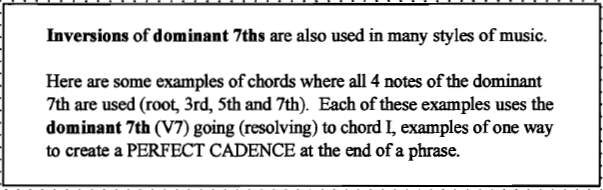 Inversions of dominant 7ths are also used in many styles of music.
Here are some examples of chords where all 4 notes of the dominant
7th are used (root, 3rd, 5th and 7th). Each of these examples uses the
dominant 7th (V7) going (resolving) to chord I, examples of one way
to create a PERFECT CADENCE at the end of a phrase.